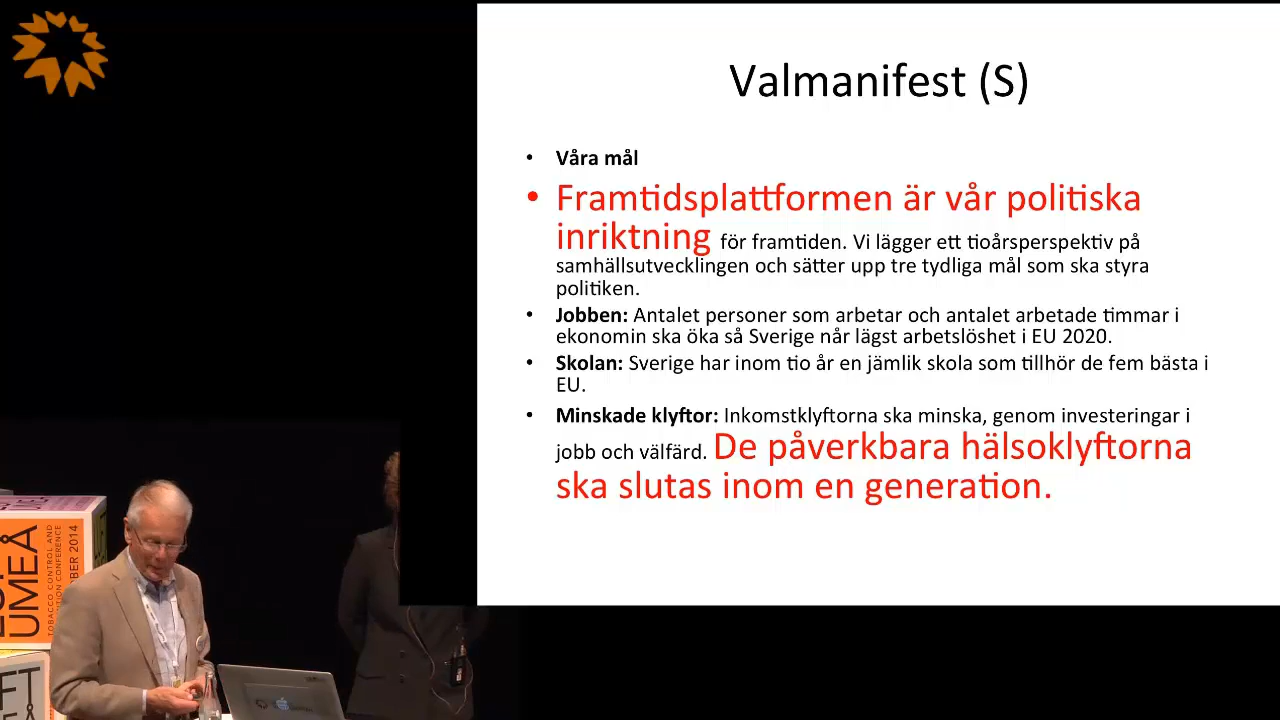 Valmanifest (S)
• Våra mål
• Framtidsplattformen är vår politiska
inriktning för framtiden. Vi lägger ett tioårsperspektiv på
samhällsutvecklingen och sätter upp tre tydliga mål som ska styra
politiken.
• Jobben: Antalet personer som arbetar och antalet arbetade timmar i
ekonomin ska öka så Sverige når lägst arbetslöshet i EU 2020.
• Skolan: Sverige har inom tio år en jämlik skola som tillhör de fem bästa i
EU.
• Minskade klyftor: Inkomstklyftorna ska minska, genom investeringar i
jobb och välfärd. De påverkbara hälsoklyftorna
ska slutas inom en generation.
UMEÅ
TOBACCO CONTROL AND
CONFERENCE
2014